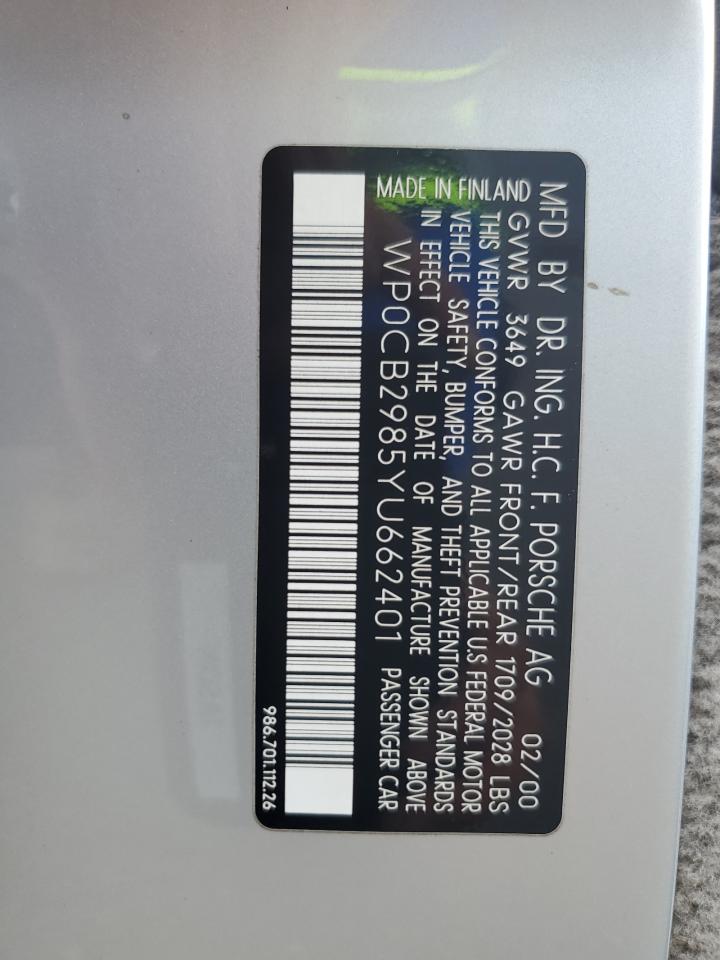 MFD BY DR. ING. H.C. F. PORSCHE AG 02/00
GVWR 3649 GAWR FRONT/REAR 1709//2028 LBS
THIS VEHICLE CONFORMS TO ALL APPLICABLE U.S FEDERAL MOTOR
VEHICLE SAFETY, BUMPER, AND THEFT PREVENTION STANDARDS
IN EFFECT ON THE DATE OF MANUFACTURE SHOWN ABOVE
MADE IN FINLAND WP0CB2985YU662401 PASSENGER CAR
986.701.112.26